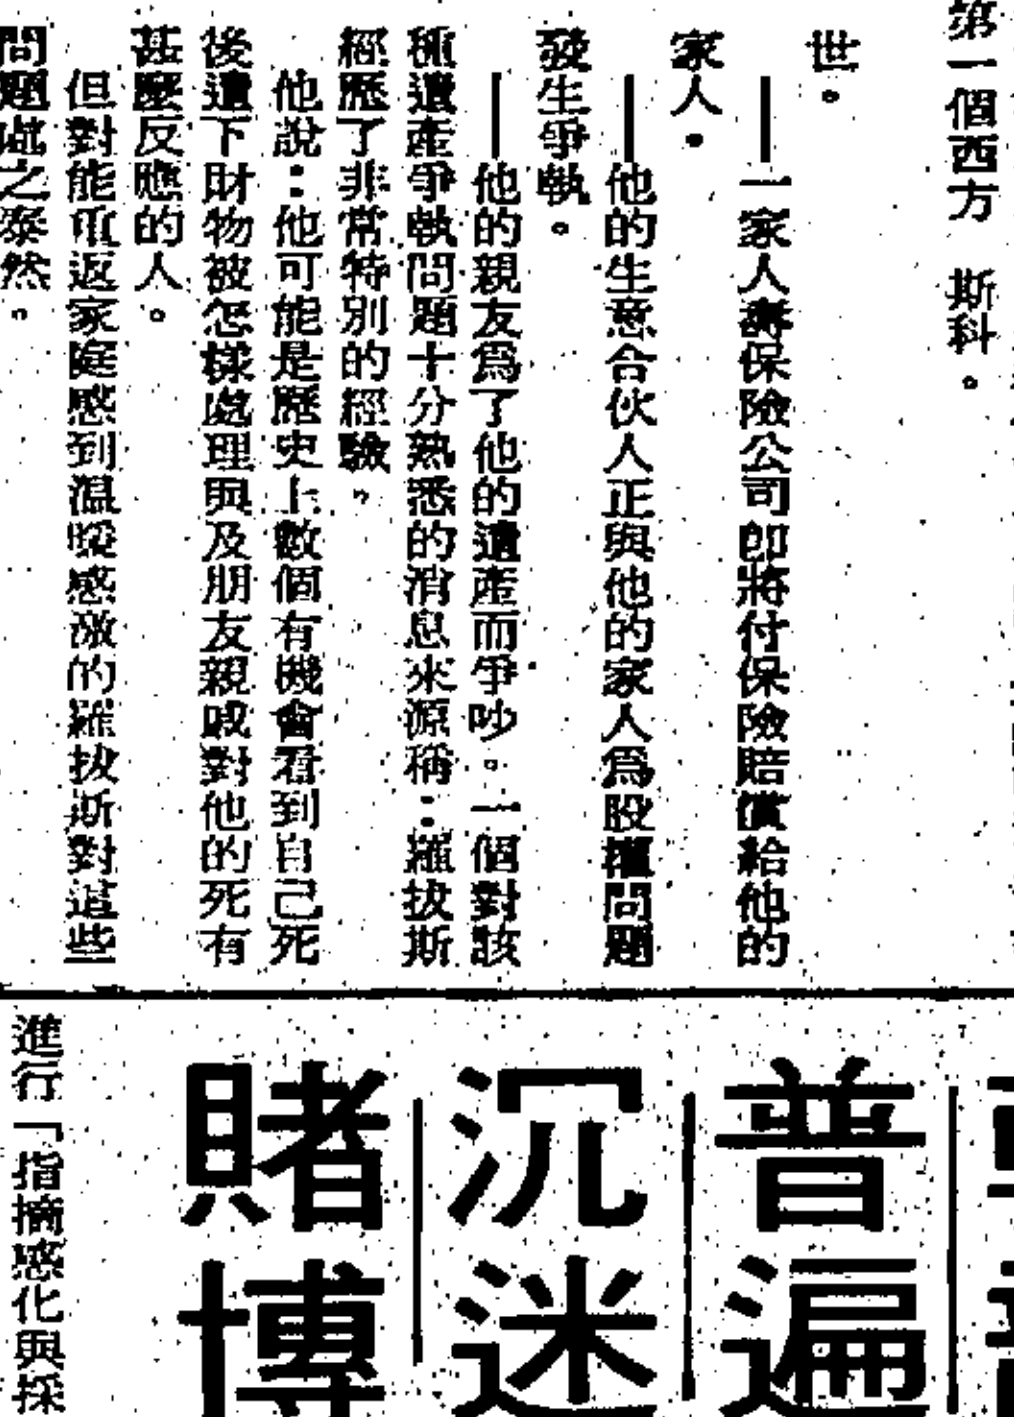 第一個西方　斯科。
世。
——一家人壽保險公司卽將付保險賠償給他的
家人。
——他的生意合伙人正與他的家人爲股權問題
發生爭執。
——他的親友爲了他的遺產而爭吵。一個對該
種遺產爭執問題十分熟悉的消息來源稱：羅拔斯
經歷了非常特別的經驗。
他說：他可能是歷史上數個有機會看到自己死
後遺下財物被怎樣處理與及朋友親戚對他的死有
甚麼反應的人。
但對能重返家庭感到溫暖感激的羅拔斯對這些
問題處之泰然。
普遍
沉迷
賭博
進行「指摘感化與採